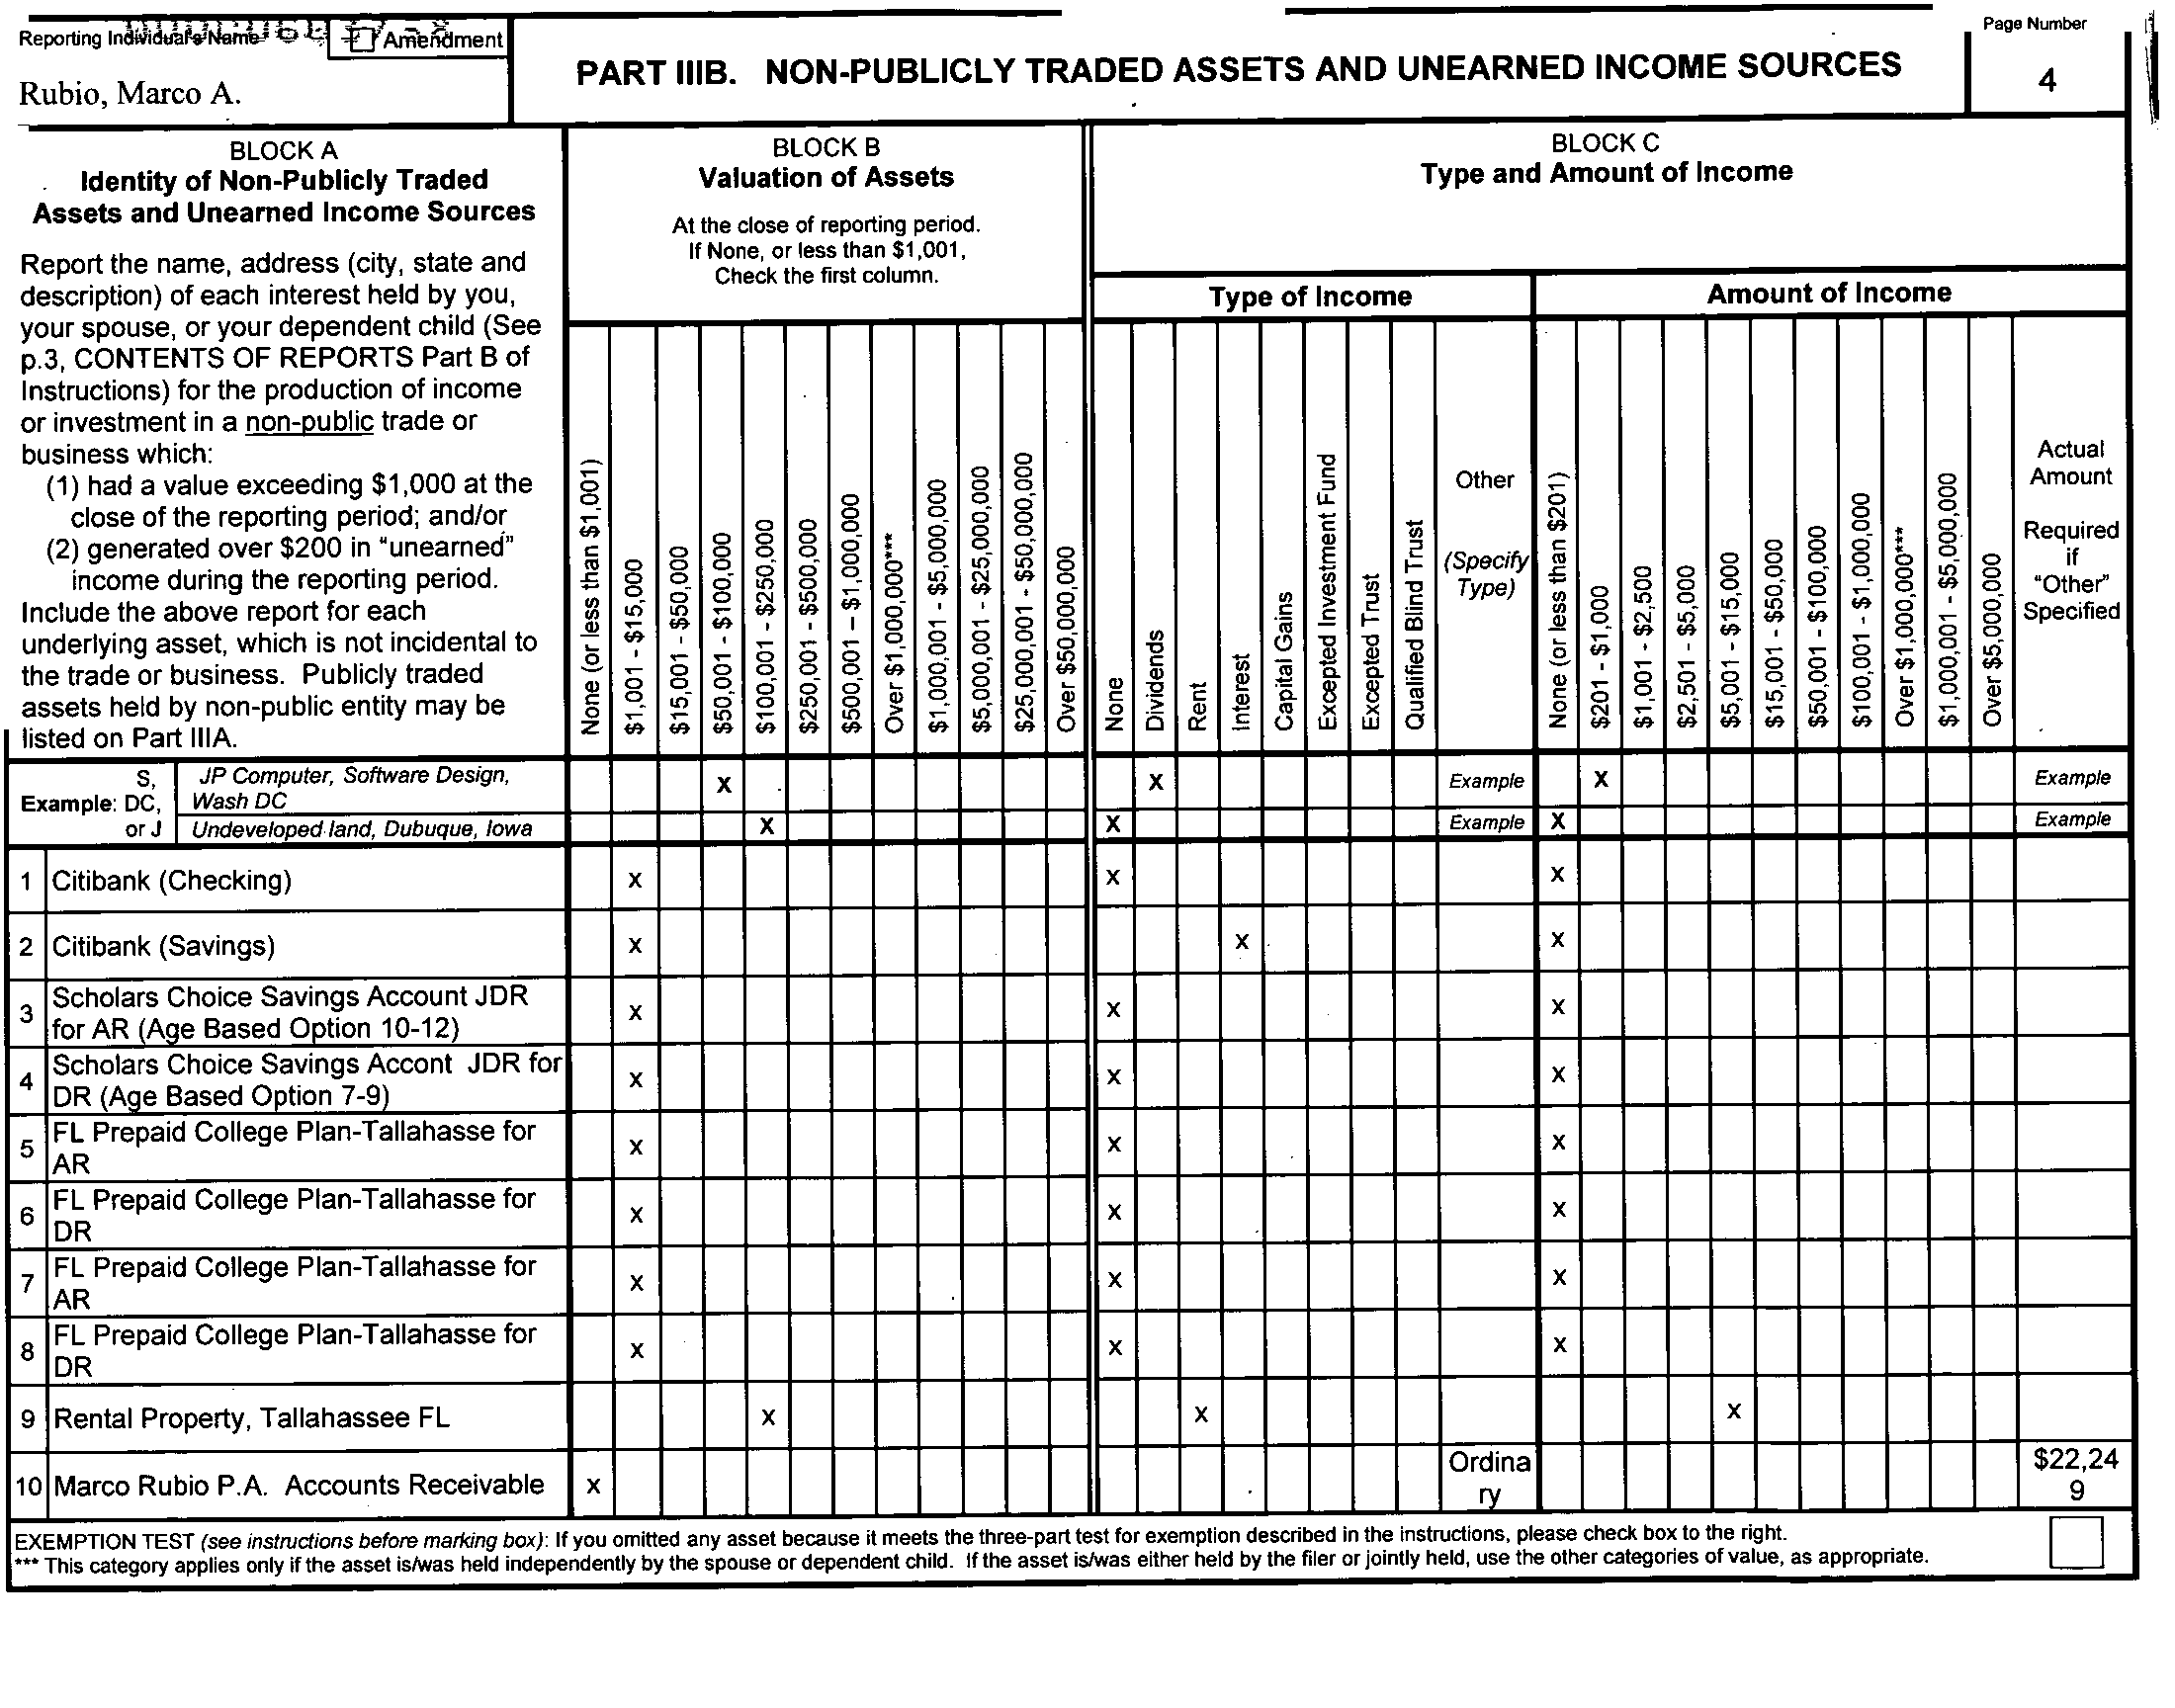 Reporting Individual's Name
Amendment
Rubio, Marco A.
PART IIIB. NON-PUBLICLY TRADED ASSETS AND UNEARNED INCOME SOURCES
Page Number
4
BLOCK A
Identity of Non-Publicly Traded
Assets and Unearned Income Sources
Report the name, address (city, state and
description) of each interest held by you,
your spouse, or your dependent child (See
p.3, CONTENTS OF REPORTS Part B of
Instructions) for the production of income
or investment in a non-public trade or
business which:
(1) had a value exceeding $1,000 at the
close of the reporting period; and/or
(2) generated over $200 in "unearned"
income during the reporting period.
Include the above report for each
underlying asset, which is not incidental to
the trade or business. Publicly traded
assets held by non-public entity may be
listed on Part IIIA.
BLOCK B
Valuation of Assets
At the close of reporting period.
If None, or less than $1,001,
Check the first column.
None (or less than $1,001)
$1,001 - $15,000
$15,001 - $50,000
$50,001 - $100,000
$100,001 - $250,000
$250,001 - $500,000
$500,001 – $1,000,000
Over $1,000,000***
$1,000,001 - $5,000,000
$5,000,001 - $25,000,000
$25,000,001 - $50,000,000
Over $50,000,000
BLOCK C
Type and Amount of Income
Type of Income
None
Dividends
Rent
Interest
Capital Gains
Excepted Investment Fund
Excepted Trust
Qualified Blind Trust
Other
(Specify
Type)
Amount of Income
None (or less than $201)
$201 - $1,000
$1,001 - $2,500
$2,501 - $5,000
$5,001 - $15,000
$15,001 - $50,000
$50,001 - $100,000
$100,001 - $1,000,000
Over $1,000,000***
$1,000,001 - $5,000,000
Over $5,000,000
Actual
Amount
Required
if
"Other"
Specified
Example: S,
DC,
or J
JP Computer, Software Design,
Wash DC
X X Example X Example
Undeveloped land, Dubuque, Iowa X X Example X Example
1 Citibank (Checking) X X X
2 Citibank (Savings) X X X
3 Scholars Choice Savings Account JDR
for AR (Age Based Option 10-12) X X X
4 Scholars Choice Savings Accont JDR for
DR (Age Based Option 7-9) X X X
5 FL Prepaid College Plan-Tallahasse for
AR X X X
6 FL Prepaid College Plan-Tallahasse for
DR X X X
7 FL Prepaid College Plan-Tallahasse for
AR X X X
8 FL Prepaid College Plan-Tallahasse for
DR X X X
9 Rental Property, Tallahassee FL X X X
10 Marco Rubio P.A. Accounts Receivable X Ordina
ry
$22,24
9
EXEMPTION TEST (see instructions before marking box): If you omitted any asset because it meets the three-part test for exemption described in the instructions, please check box to the right.
*** This category applies only if the asset is/was held independently by the spouse or dependent child. If the asset is/was either held by the filer or jointly held, use the other categories of value, as appropriate.